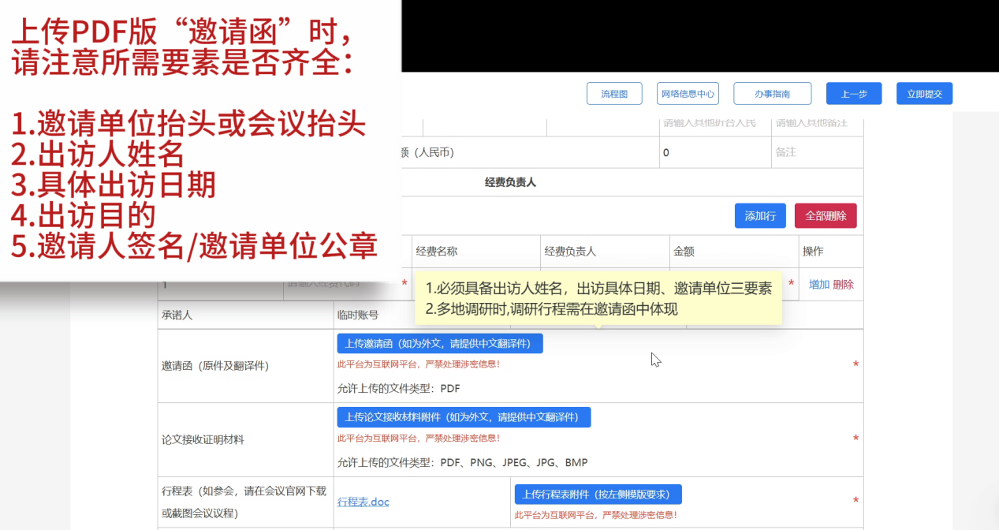 上传PDF版“邀请函”时，
请注意所需要素是否齐全：
1.邀请单位抬头或会议抬头
2.出访人姓名
3.具体出访日期
4.出访目的
5.邀请人签名/邀请单位公章
流程图
网络信息中心
办事指南
上一步
立即提交
请输入其他折合人民
请输入其他备注
额（人民币）
0
备注
经费负责人
添加行
全部删除
经费名称
经费负责人
金额
操作
1
请输入经费代码
*
*
增加 删除
1.必须具备出访人姓名，出访具体日期、邀请单位三要素
2.多地调研时,调研行程需在邀请函中体现
承诺人
临时账号
邀请函（原件及翻译件）
上传邀请函（如为外文，请提供中文翻译件）
此平台为互联网平台，严禁处理涉密信息！
*
允许上传的文件类型：PDF
论文接收证明材料
上传论文接收材料附件（如为外文，请提供中文翻译件）
此平台为互联网平台，严禁处理涉密信息！
*
允许上传的文件类型：PDF、PNG、JPEG、JPG、BMP
行程表（如参会，请在会议官网下载
或截图会议议程）
行程表.doc
上传行程表附件（按左侧模版要求）
*
此平台为互联网平台，严禁处理涉密信息！